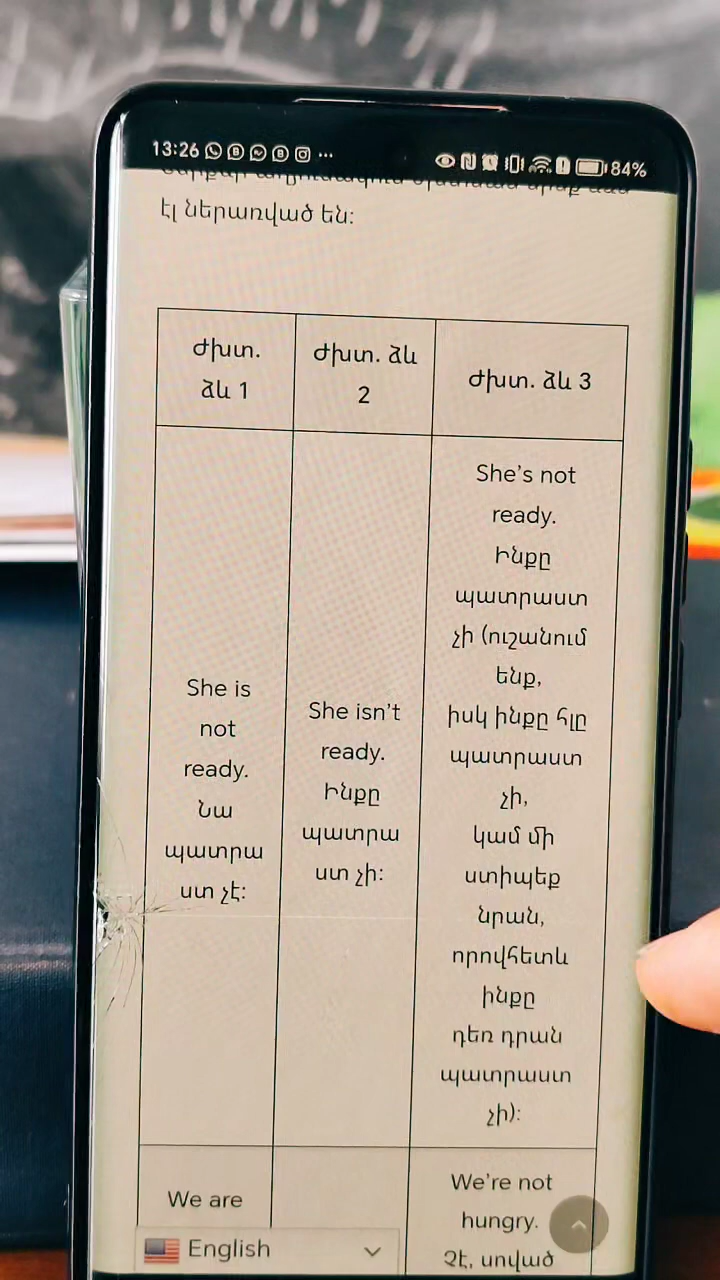 13:26 84%
էլ ներառված են։
Ժխտ.
ձև 1
Ժխտ. ձև
2
Ժխտ. ձև 3
She is
not
ready.
Նա
պատրա
ստ չէ։
She isn't
ready.
Ինքը
պատրա
ստ չի։
She's not
ready.
Ինքը
պատրաստ
չի (ուշանում
ենք,
իսկ ինքը հլը
պատրաստ
չի,
կամ մի
ստիպեք
նրան,
որովհետև
ինքը
դեռ դրան
պատրաստ
չի)։
We are
We're not
hungry.
Չէ, սոված
English